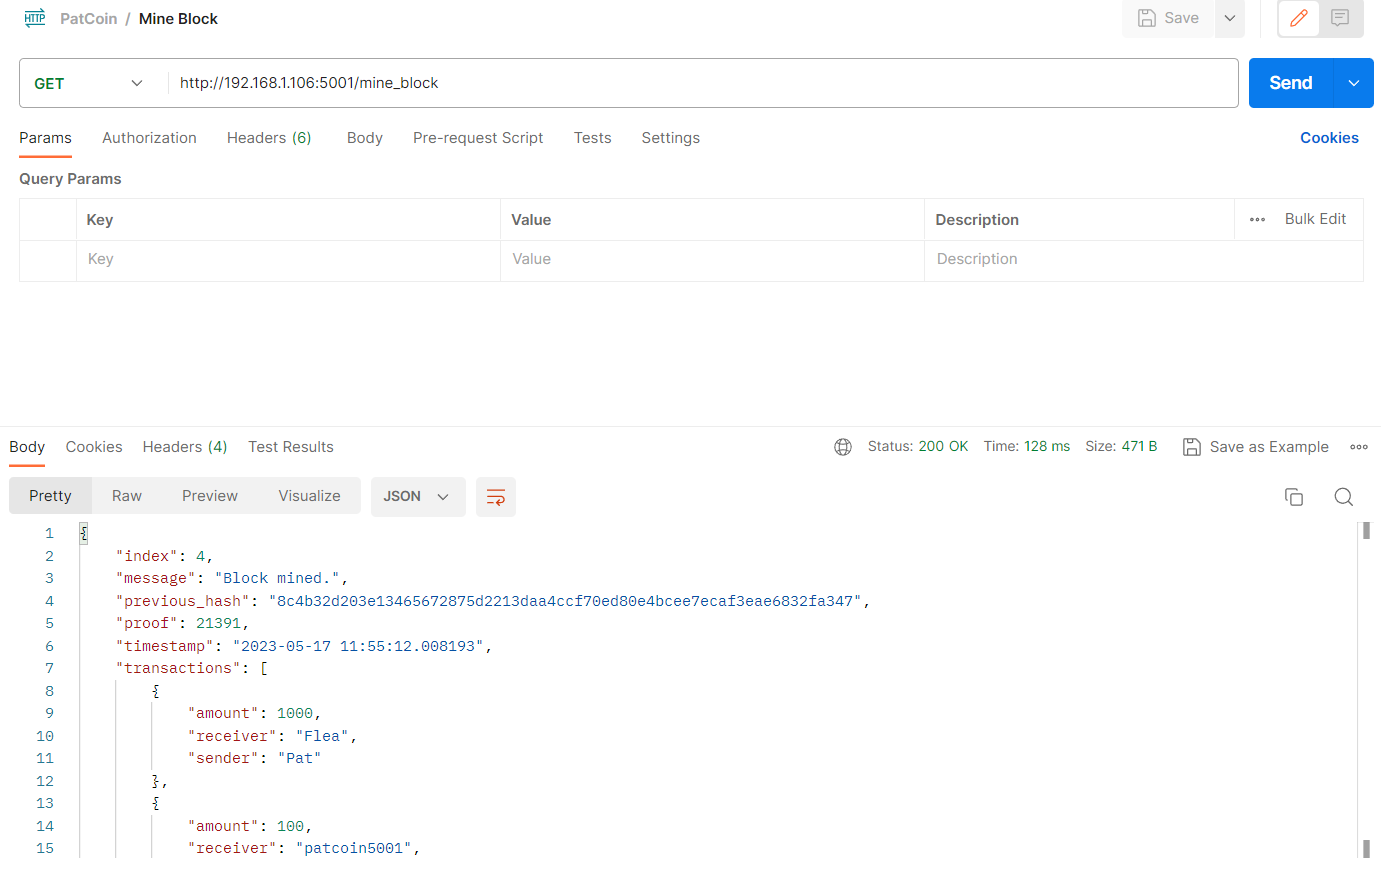 HTTP PatCoin / Mine Block Save
GET http://192.168.1.106:5001/mine_block Send
Params Authorization Headers (6) Body Pre-request Script Tests Settings Cookies
Query Params
Key Value Description Bulk Edit
Key Value Description
Body Cookies Headers (4) Test Results Status: 200 OK Time: 128 ms Size: 471 B Save as Example
Pretty Raw Preview Visualize JSON
1 {
2 "index": 4,
3 "message": "Block mined.",
4 "previous_hash": "8c4b32d203e13465672875d2213daa4ccf70ed80e4bcee7ecaf3eae6832fa347",
5 "proof": 21391,
6 "timestamp": "2023-05-17 11:55:12.008193",
7 "transactions": [
8 {
9 "amount": 1000,
10 "receiver": "Flea",
11 "sender": "Pat"
12 },
13 {
14 "amount": 100,
15 "receiver": "patcoin5001",